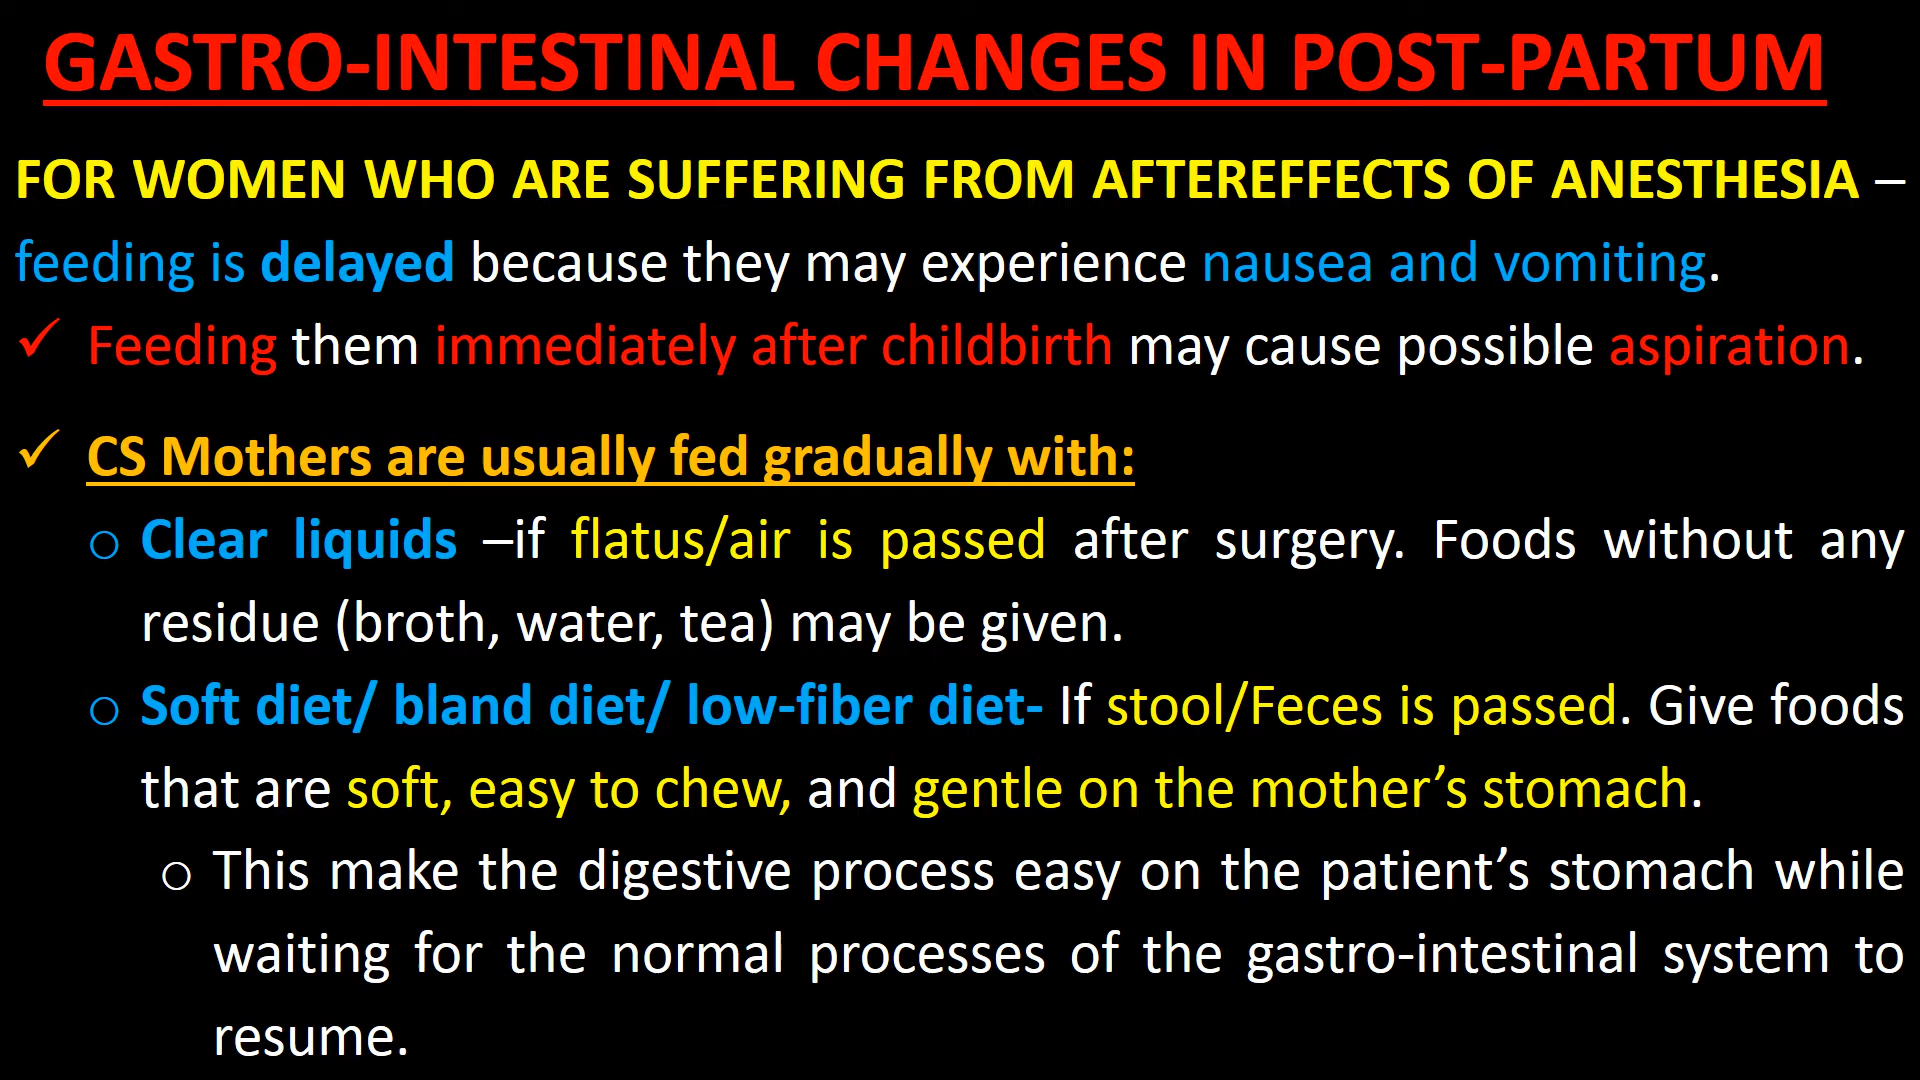 GASTRO-INTESTINAL CHANGES IN POST-PARTUM
FOR WOMEN WHO ARE SUFFERING FROM AFTEREFFECTS OF ANESTHESIA –
feeding is delayed because they may experience nausea and vomiting.
✓ Feeding them immediately after childbirth may cause possible aspiration.
✓ CS Mothers are usually fed gradually with:
o Clear liquids –if flatus/air is passed after surgery. Foods without any
residue (broth, water, tea) may be given.
o Soft diet/ bland diet/ low-fiber diet- If stool/Feces is passed. Give foods
that are soft, easy to chew, and gentle on the mother’s stomach.
o This make the digestive process easy on the patient’s stomach while
waiting for the normal processes of the gastro-intestinal system to
resume.